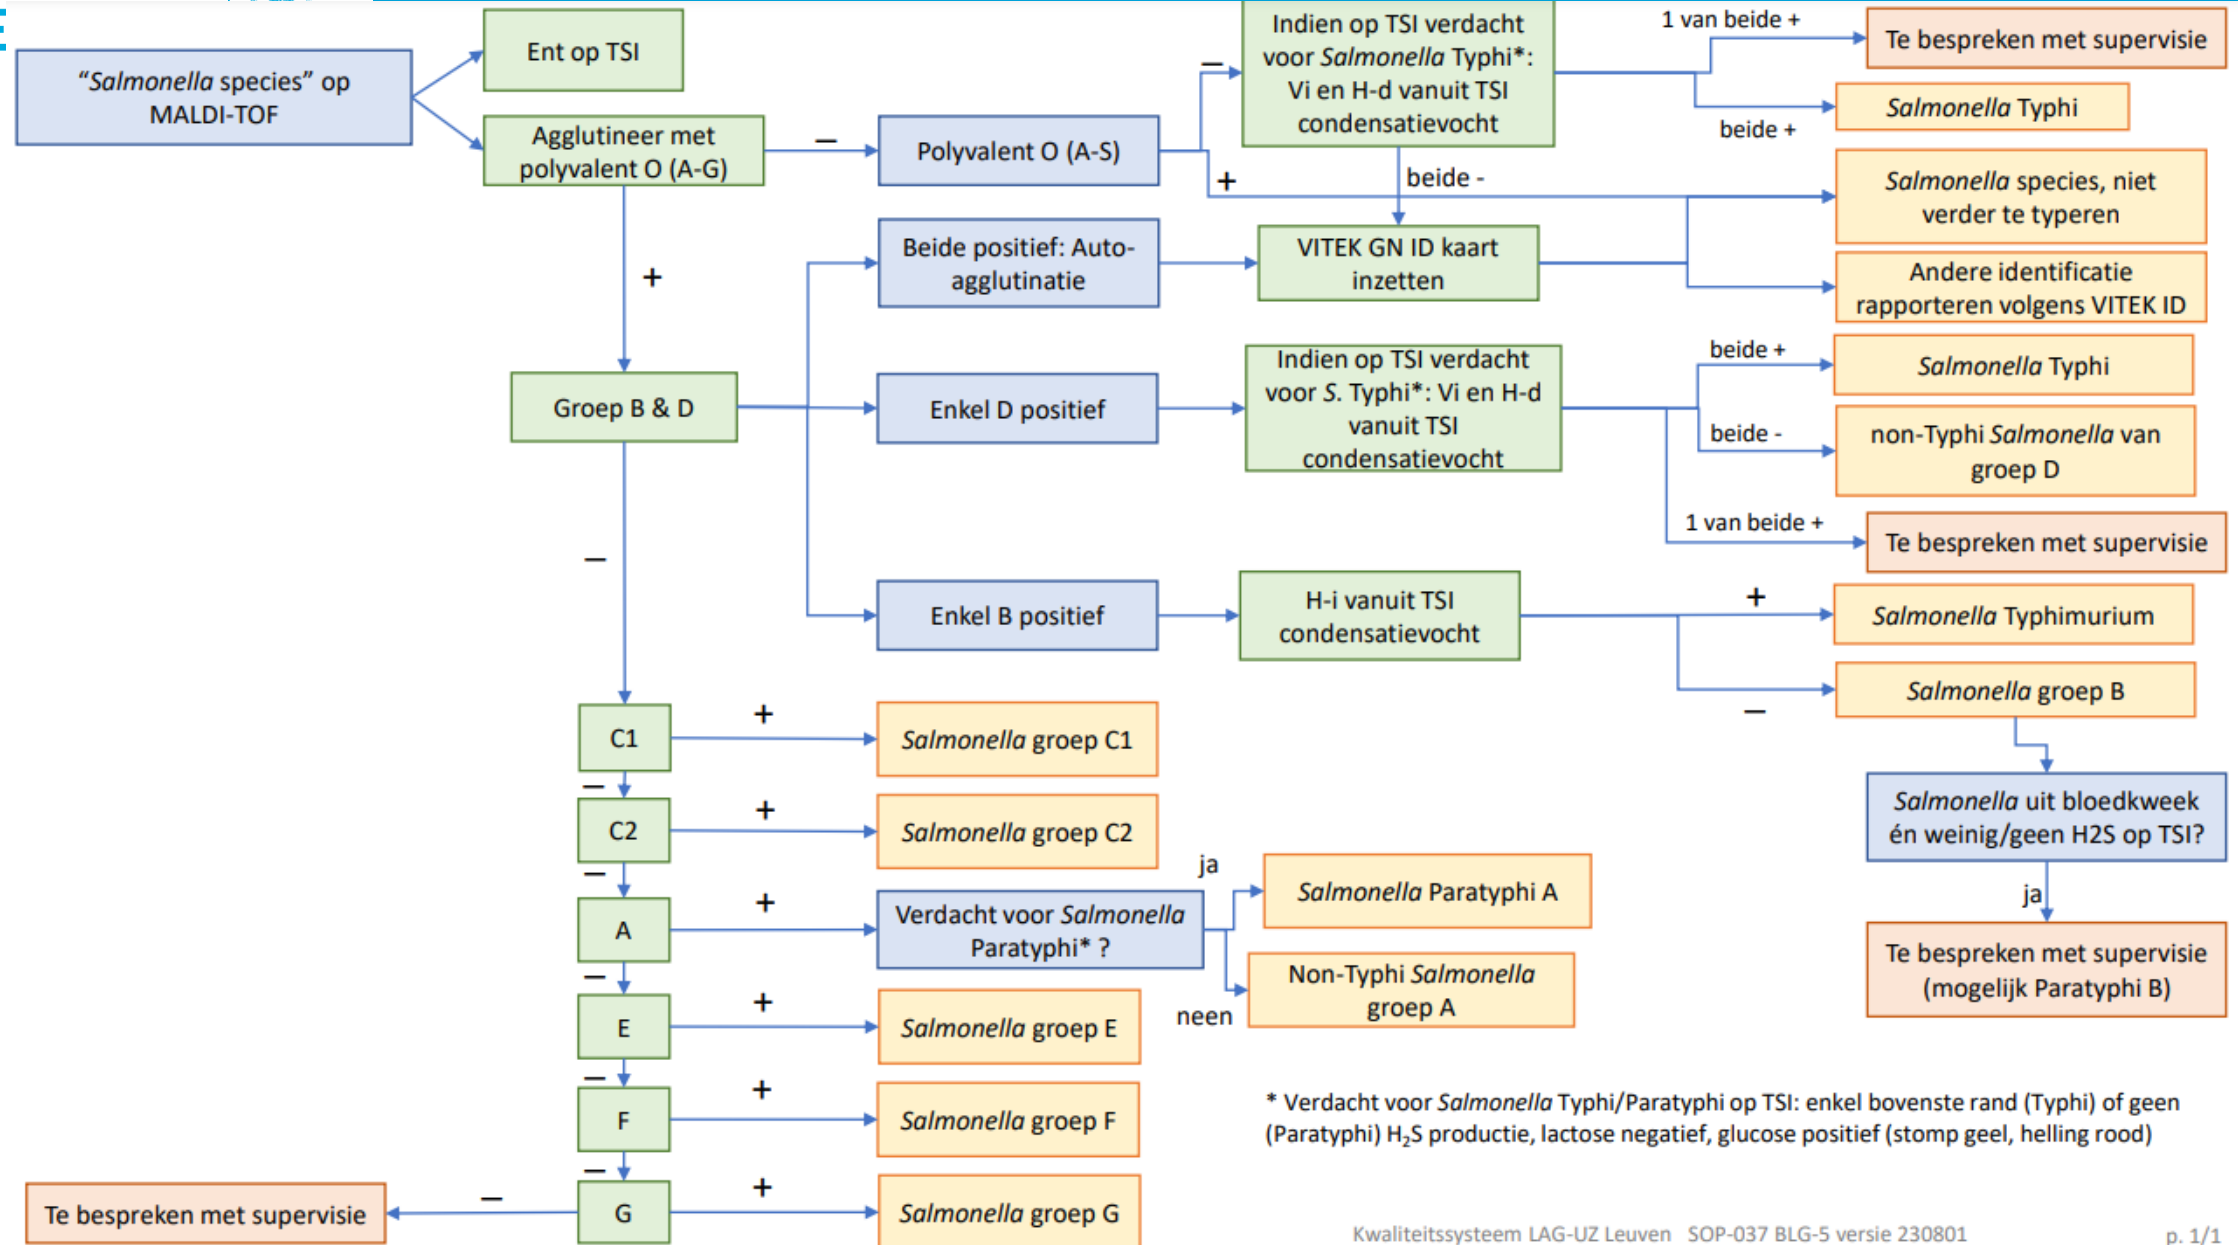 "Salmonella species" op
MALDI-TOF
Ent op TSI
Agglutineer met
polyvalent O (A-G)
–
+
Polyvalent O (A-S)
–
+
Indien op TSI verdacht
voor Salmonella Typhi*:
Vi en H-d vanuit TSI
condensatievocht
1 van beide +
Te bespreken met supervisie
beide +
Salmonella Typhi
beide -
Salmonella species, niet
verder te typeren
Groep B & D
Beide positief: Auto-
agglutinatie
VITEK GN ID kaart
inzetten
Andere identificatie
rapporteren volgens VITEK ID
Enkel D positief
Indien op TSI verdacht
voor S. Typhi*: Vi en H-d
vanuit TSI
condensatievocht
beide +
Salmonella Typhi
beide -
non-Typhi Salmonella van
groep D
1 van beide +
Te bespreken met supervisie
Enkel B positief
H-i vanuit TSI
condensatievocht
+
Salmonella Typhimurium
–
Salmonella groep B
Salmonella uit bloedkweek
én weinig/geen H2S op TSI?
ja
Te bespreken met supervisie
(mogelijk Paratyphi B)
–
C1
+
Salmonella groep C1
–
C2
+
Salmonella groep C2
–
A
+
Verdacht voor Salmonella
Paratyphi* ?
ja
Salmonella Paratyphi A
neen
Non-Typhi Salmonella
groep A
–
E
+
Salmonella groep E
–
F
+
Salmonella groep F
–
G
+
Salmonella groep G
–
Te bespreken met supervisie
* Verdacht voor Salmonella Typhi/Paratyphi op TSI: enkel bovenste rand (Typhi) of geen
(Paratyphi) H₂S productie, lactose negatief, glucose positief (stomp geel, helling rood)
Kwaliteitssysteem LAG-UZ Leuven SOP-037 BLG-5 versie 230801
p. 1/1